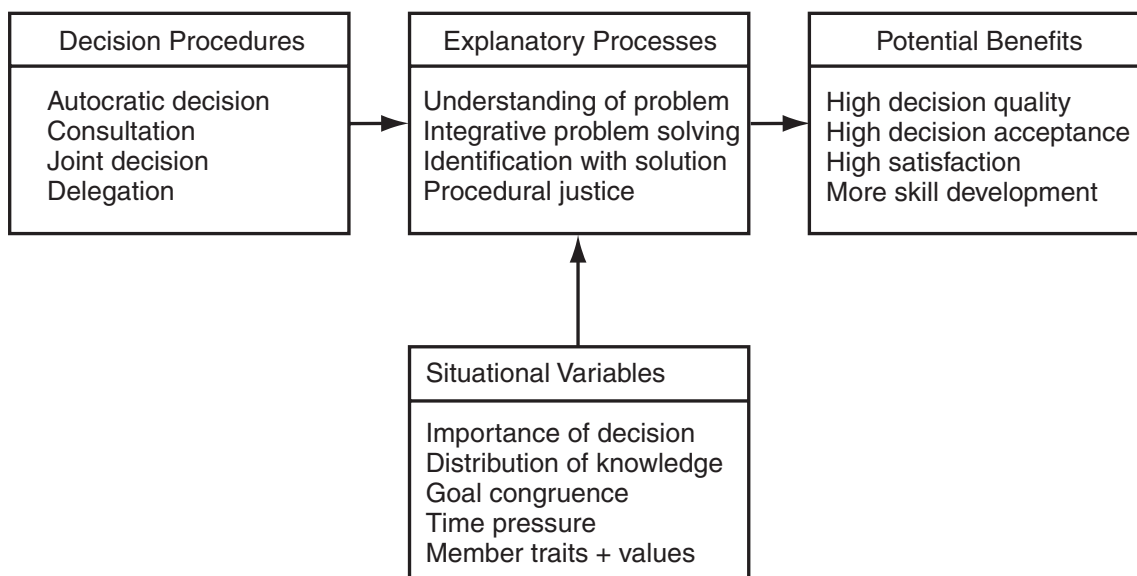 Decision Procedures
Autocratic decision
Consultation
Joint decision
Delegation
Explanatory Processes
Understanding of problem
Integrative problem solving
Identification with solution
Procedural justice
Potential Benefits
High decision quality
High decision acceptance
High satisfaction
More skill development
Situational Variables
Importance of decision
Distribution of knowledge
Goal congruence
Time pressure
Member traits + values